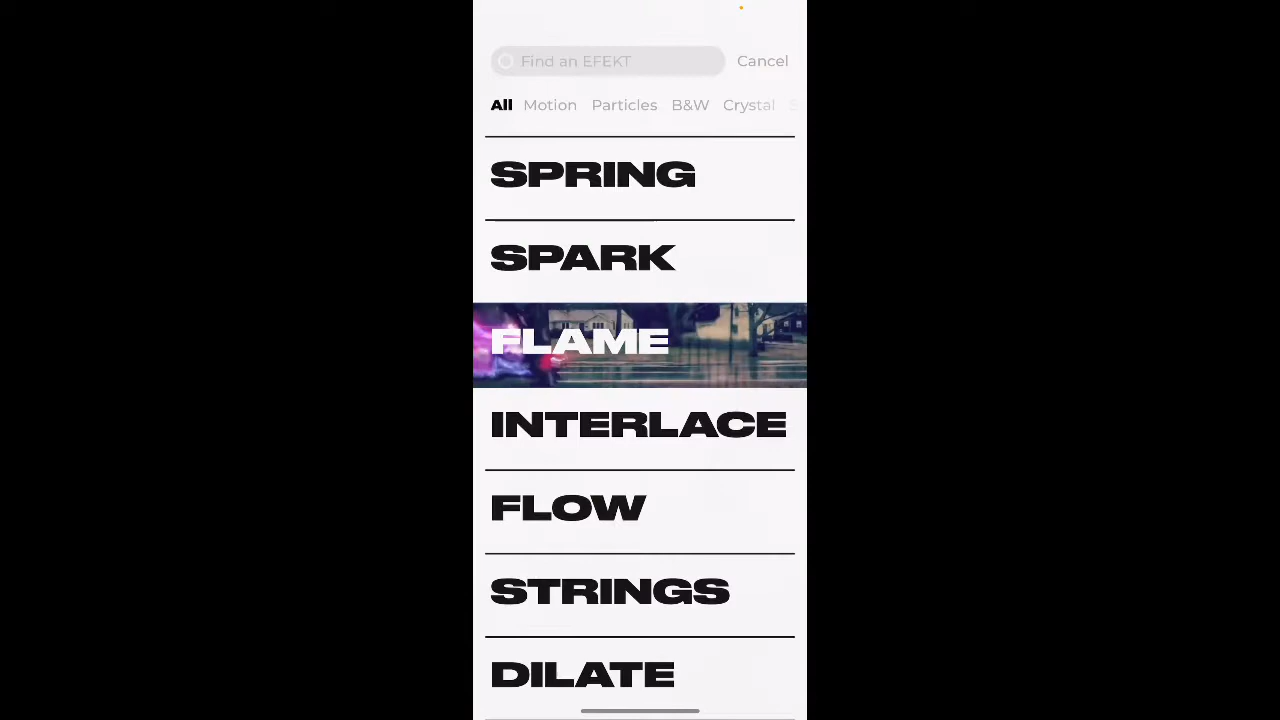 Find an EFEKT Cancel
All Motion Particles B&W Crystal
SPRING
SPARK
FLAME
INTERLACE
FLOW
STRINGS
DILATE